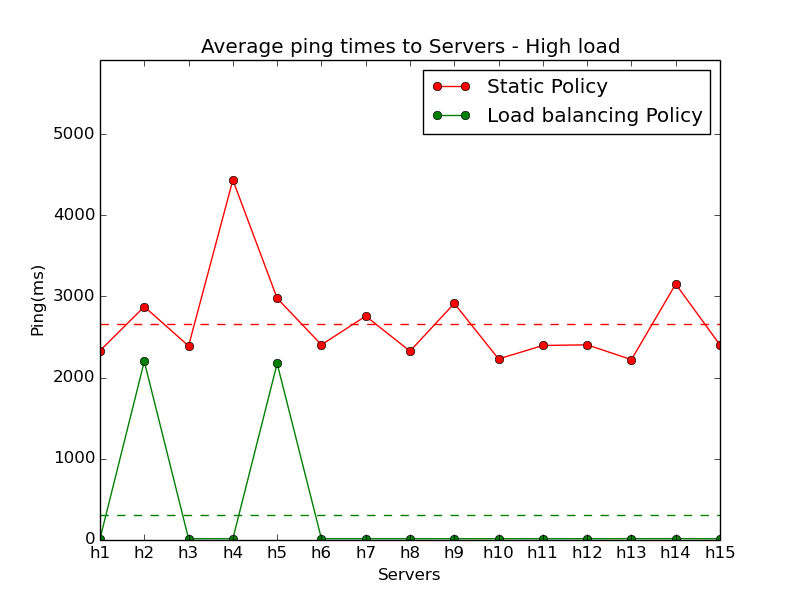 Average ping times to Servers - High load
Static Policy
Load balancing Policy
5000
4000
3000
2000
1000
0
Ping(ms)
h1 h2 h3 h4 h5 h6 h7 h8 h9 h10 h11 h12 h13 h14 h15
Servers